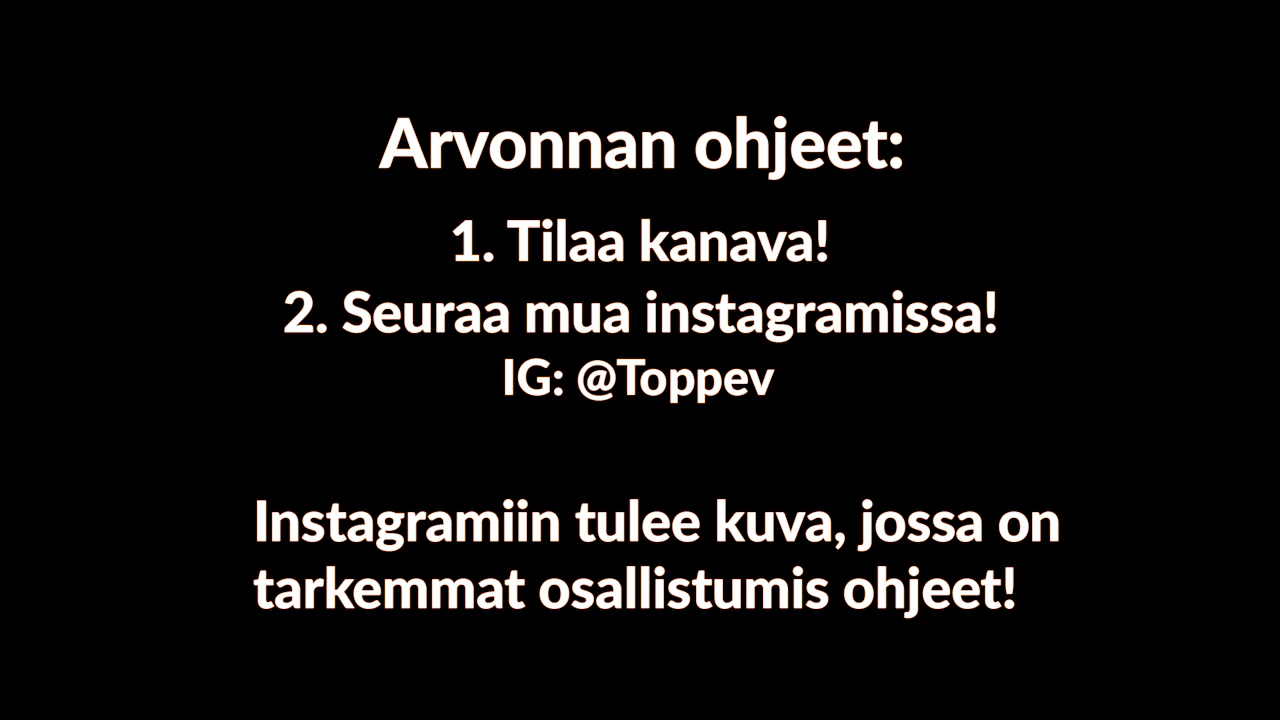 Arvonnan ohjeet:
1. Tilaa kanava!
2. Seuraa mua instagramissa!
IG: @Toppev
Instagramiin tulee kuva, jossa on
tarkemmat osallistumis ohjeet!